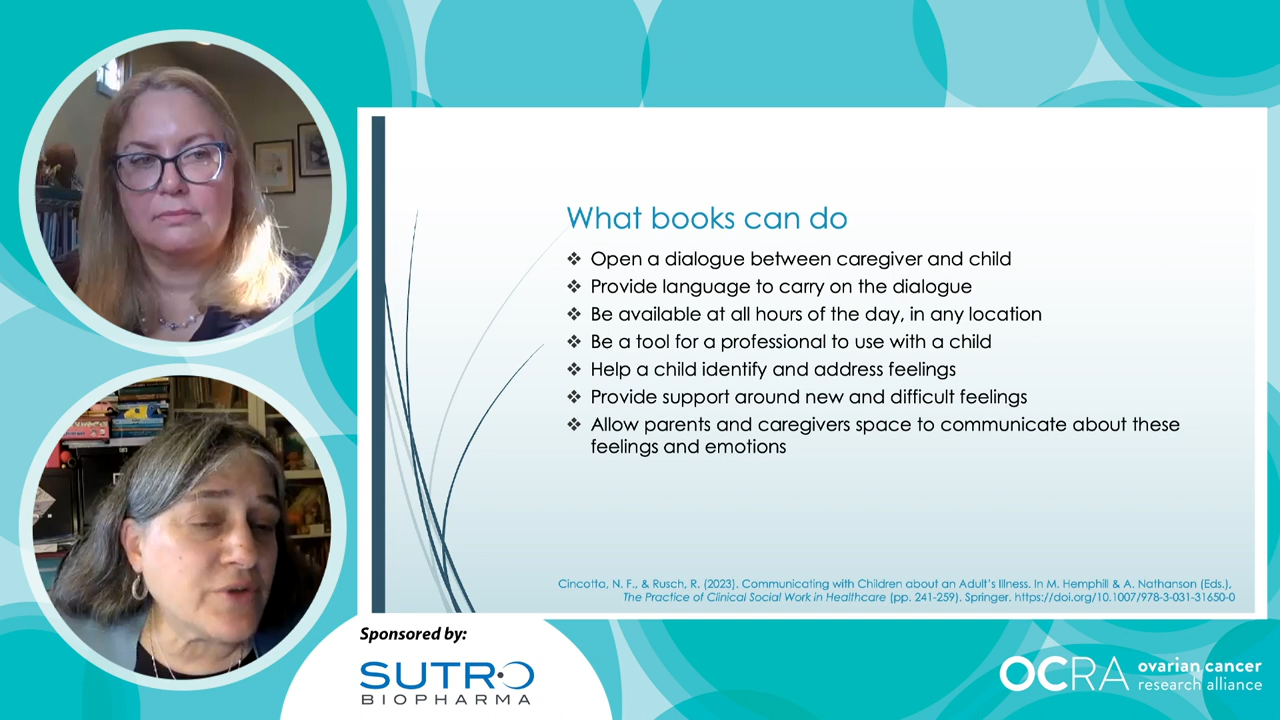 What books can do
❖ Open a dialogue between caregiver and child
❖ Provide language to carry on the dialogue
❖ Be available at all hours of the day, in any location
❖ Be a tool for a professional to use with a child
❖ Help a child identify and address feelings
❖ Provide support around new and difficult feelings
❖ Allow parents and caregivers space to communicate about these
feelings and emotions
Cincotta, N. F., & Rusch, R. (2023). Communicating with Children about an Adult's Illness. In M. Hemphill & A. Nathanson (Eds.),
The Practice of Clinical Social Work in Healthcare (pp. 241-259). Springer. https://doi.org/10.1007/978-3-031-31650-0
Sponsored by:
SUTRO
BIOPHARMA
OCRA ovarian cancer
research alliance